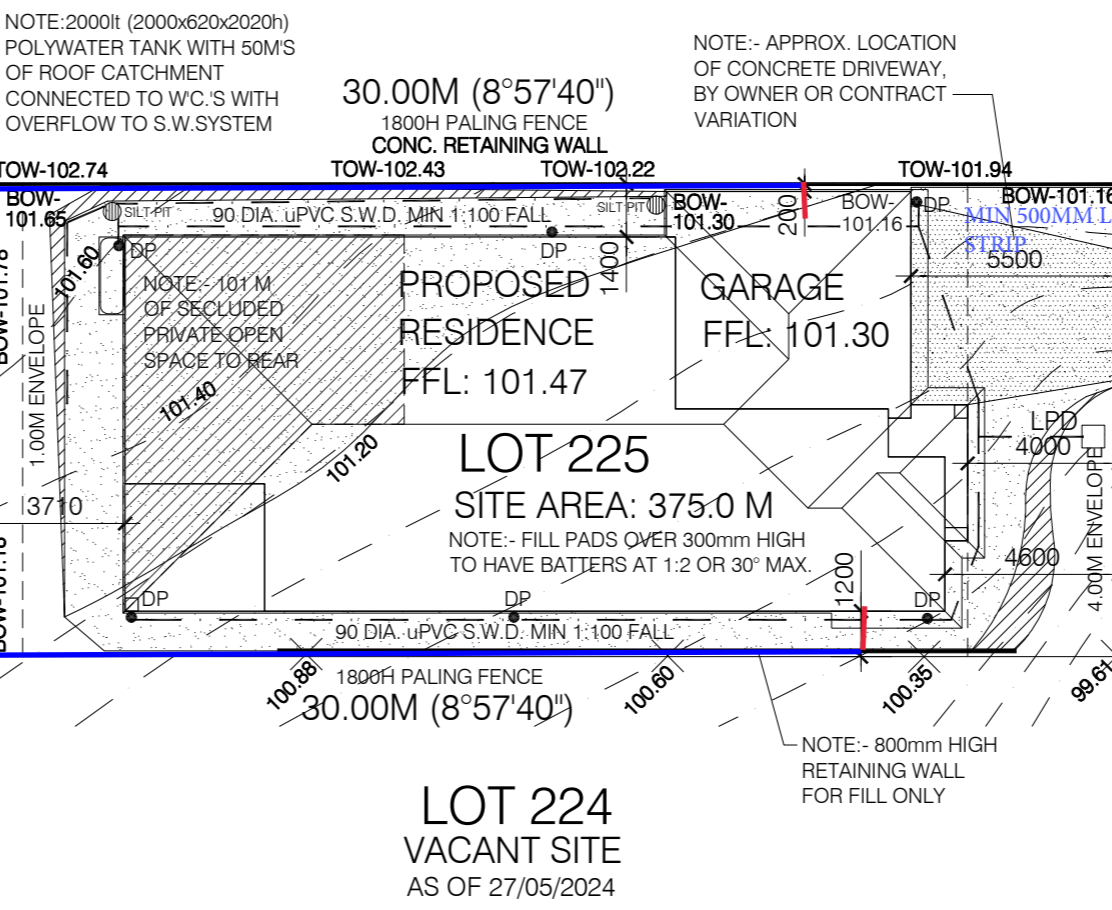 NOTE:2000lt (2000x620x2020h)
POLYWATER TANK WITH 50M'S
OF ROOF CATCHMENT
CONNECTED TO W'C.'S WITH
OVERFLOW TO S.W.SYSTEM
30.00M (8°57'40")
1800H PALING FENCE
CONC. RETAINING WALL
NOTE:- APPROX. LOCATION
OF CONCRETE DRIVEWAY,
BY OWNER OR CONTRACT
VARIATION
TOW-102.74
TOW-102.43
TOW-102.22
TOW-101.94
BOW-
101.65
SILT-PIT
90 DIA. uPVC S.W.D. MIN 1:100 FALL
SILT-PIT
BOW-
101.30
200
BOW-
101.16
DP
BOW-101.16
MIN 500MM L
STRIP
5500
DP
DP
1400
101.60
BOW-101.78
1.00M ENVELOPE
NOTE:- 101 M
OF SECLUDED
PRIVATE OPEN
SPACE TO REAR
PROPOSED
RESIDENCE
FFL: 101.47
GARAGE
FFL: 101.30
101.40
101.20
LOT 225
SITE AREA: 375.0 M
NOTE:- FILL PADS OVER 300mm HIGH
TO HAVE BATTERS AT 1:2 OR 30° MAX.
LPD
4000
3710
4600
4.00M ENVELOPE
1200
DP
DP
DP
90 DIA. uPVC S.W.D. MIN 1:100 FALL
1800H PALING FENCE
30.00M (8°57'40")
100.88
100.60
100.35
99.61
NOTE:- 800mm HIGH
RETAINING WALL
FOR FILL ONLY
LOT 224
VACANT SITE
AS OF 27/05/2024